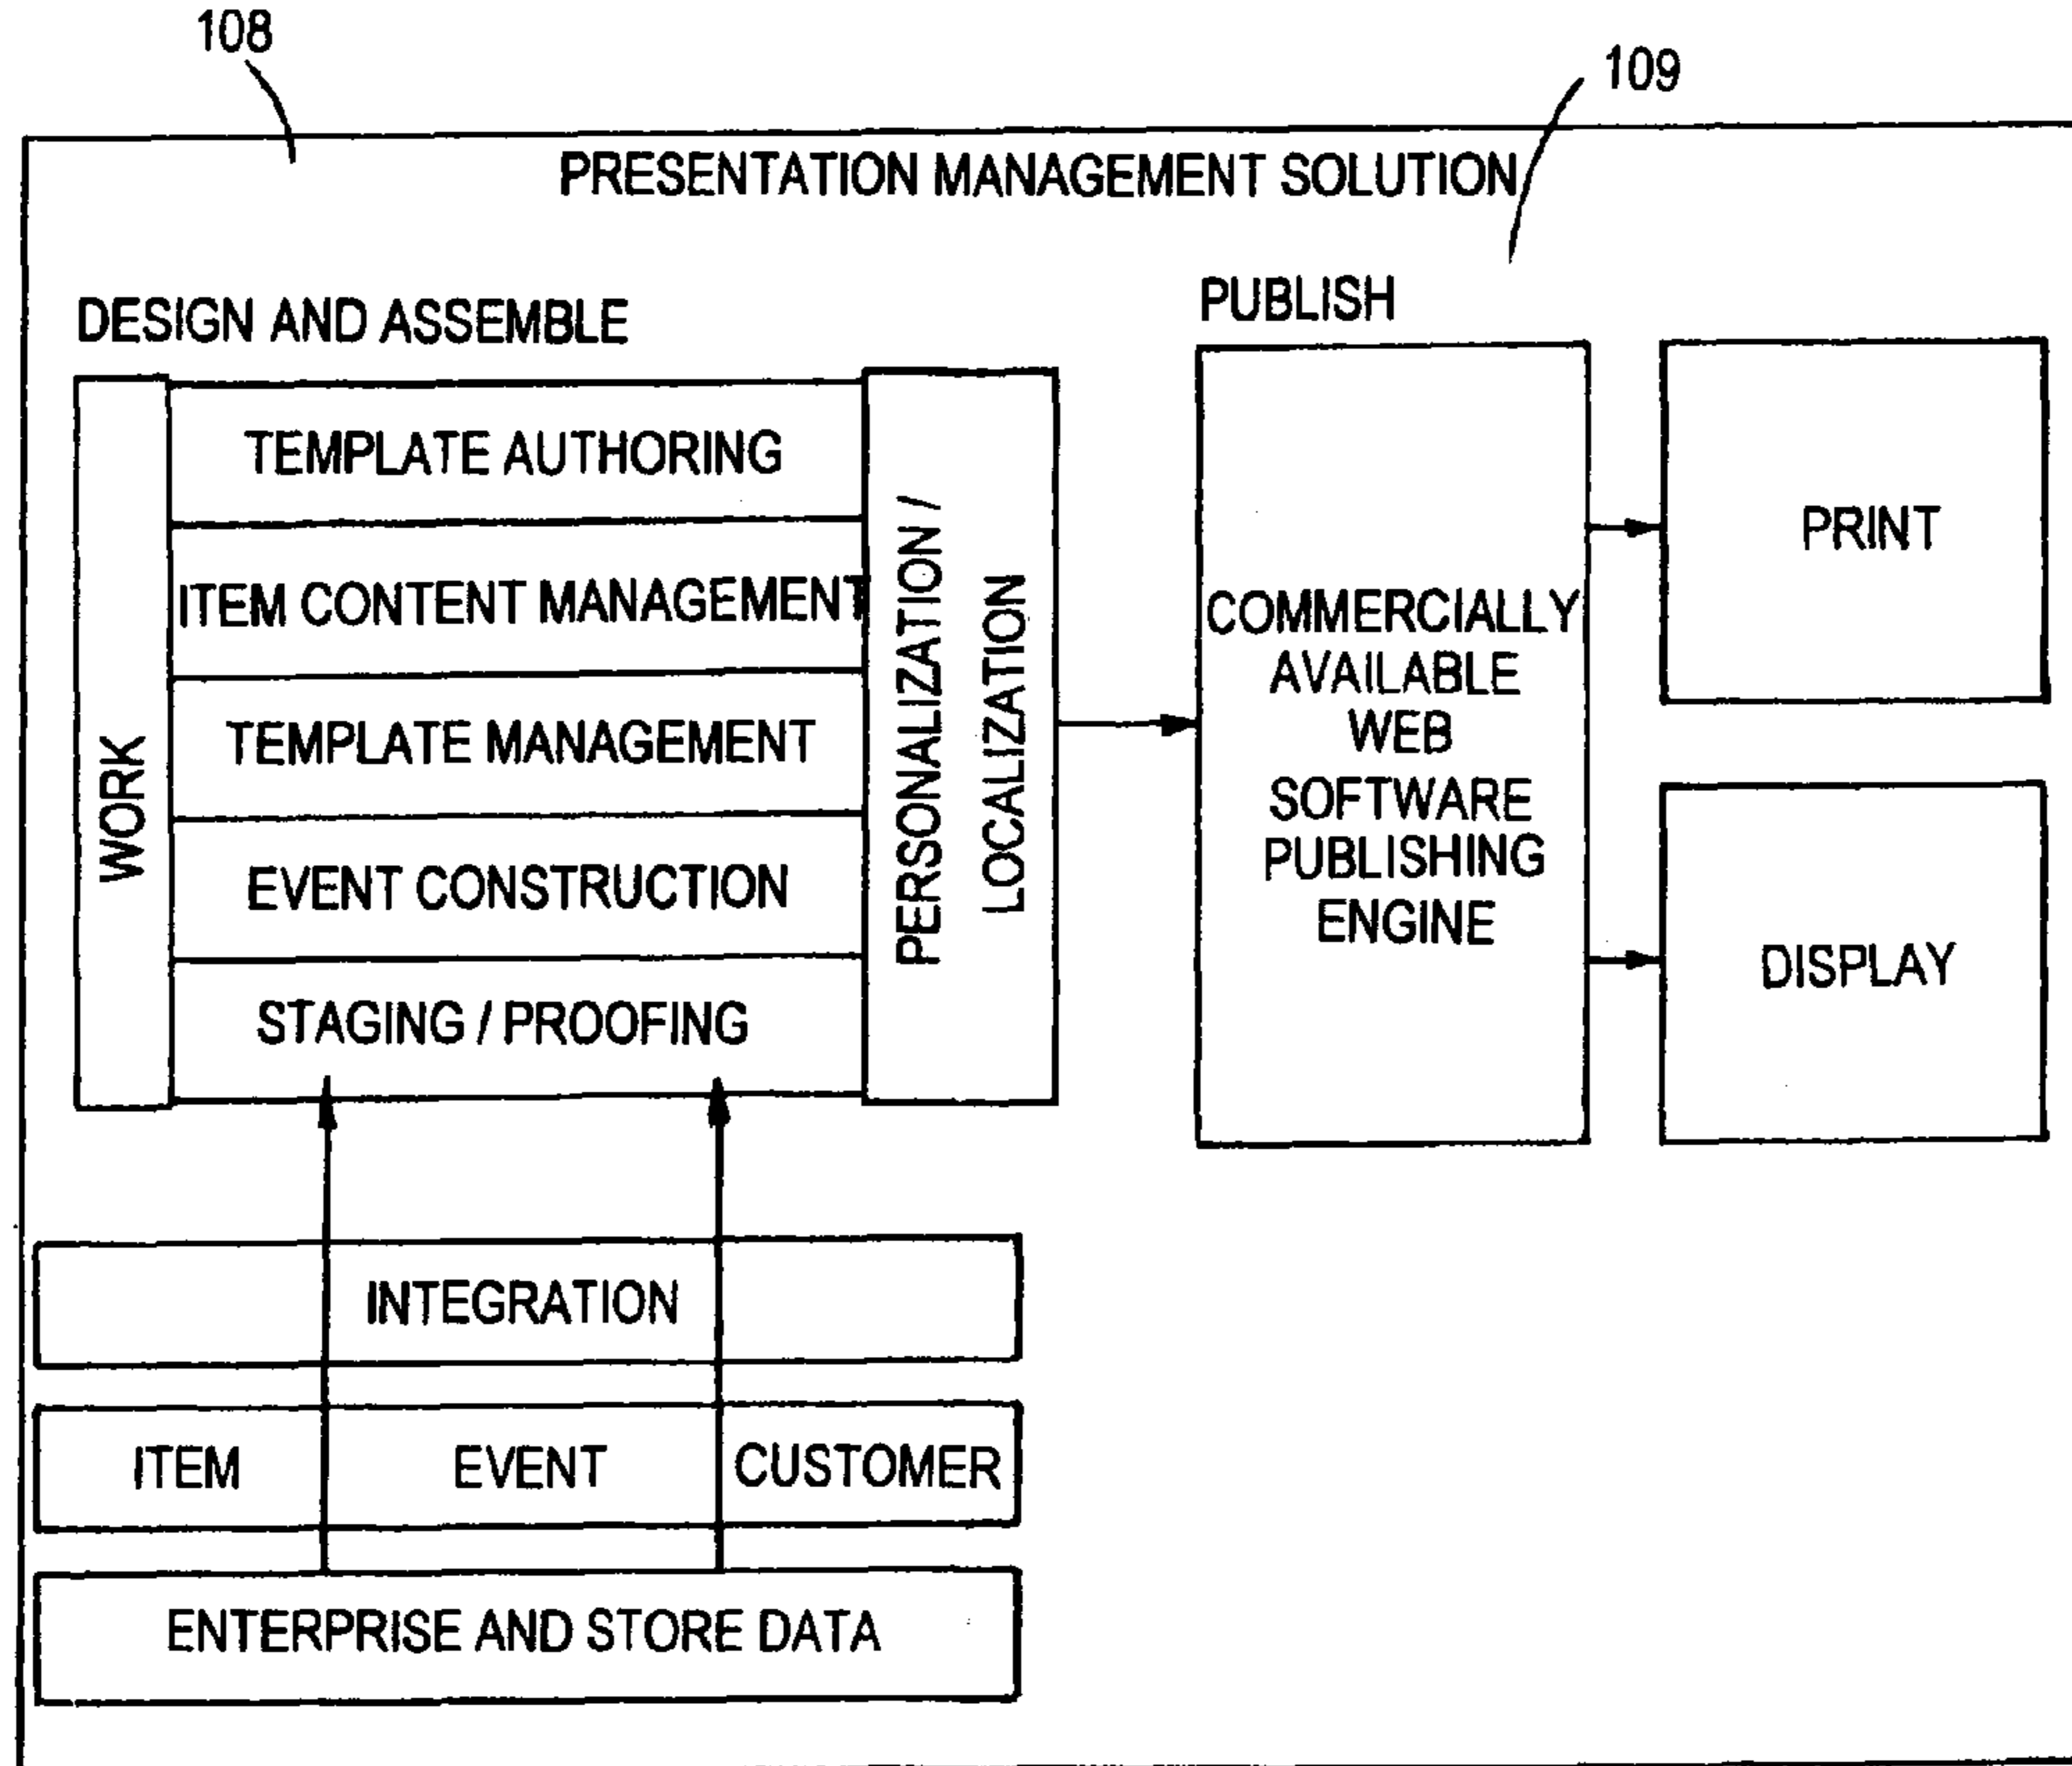 108
109
PRESENTATION MANAGEMENT SOLUTION
DESIGN AND ASSEMBLE
WORK
TEMPLATE AUTHORING
ITEM CONTENT MANAGEMENT
TEMPLATE MANAGEMENT
EVENT CONSTRUCTION
STAGING / PROOFING
PERSONALIZATION /
LOCALIZATION
PUBLISH
COMMERCIALLY
AVAILABLE
WEB
SOFTWARE
PUBLISHING
ENGINE
PRINT
DISPLAY
INTEGRATION
ITEM EVENT CUSTOMER
ENTERPRISE AND STORE DATA